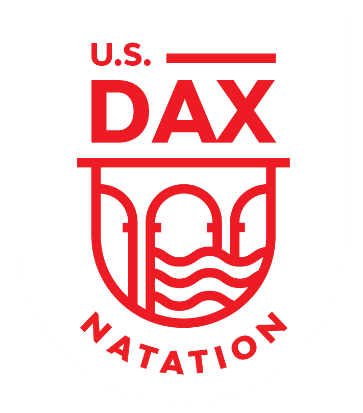 U.S.
DAX
NATATION